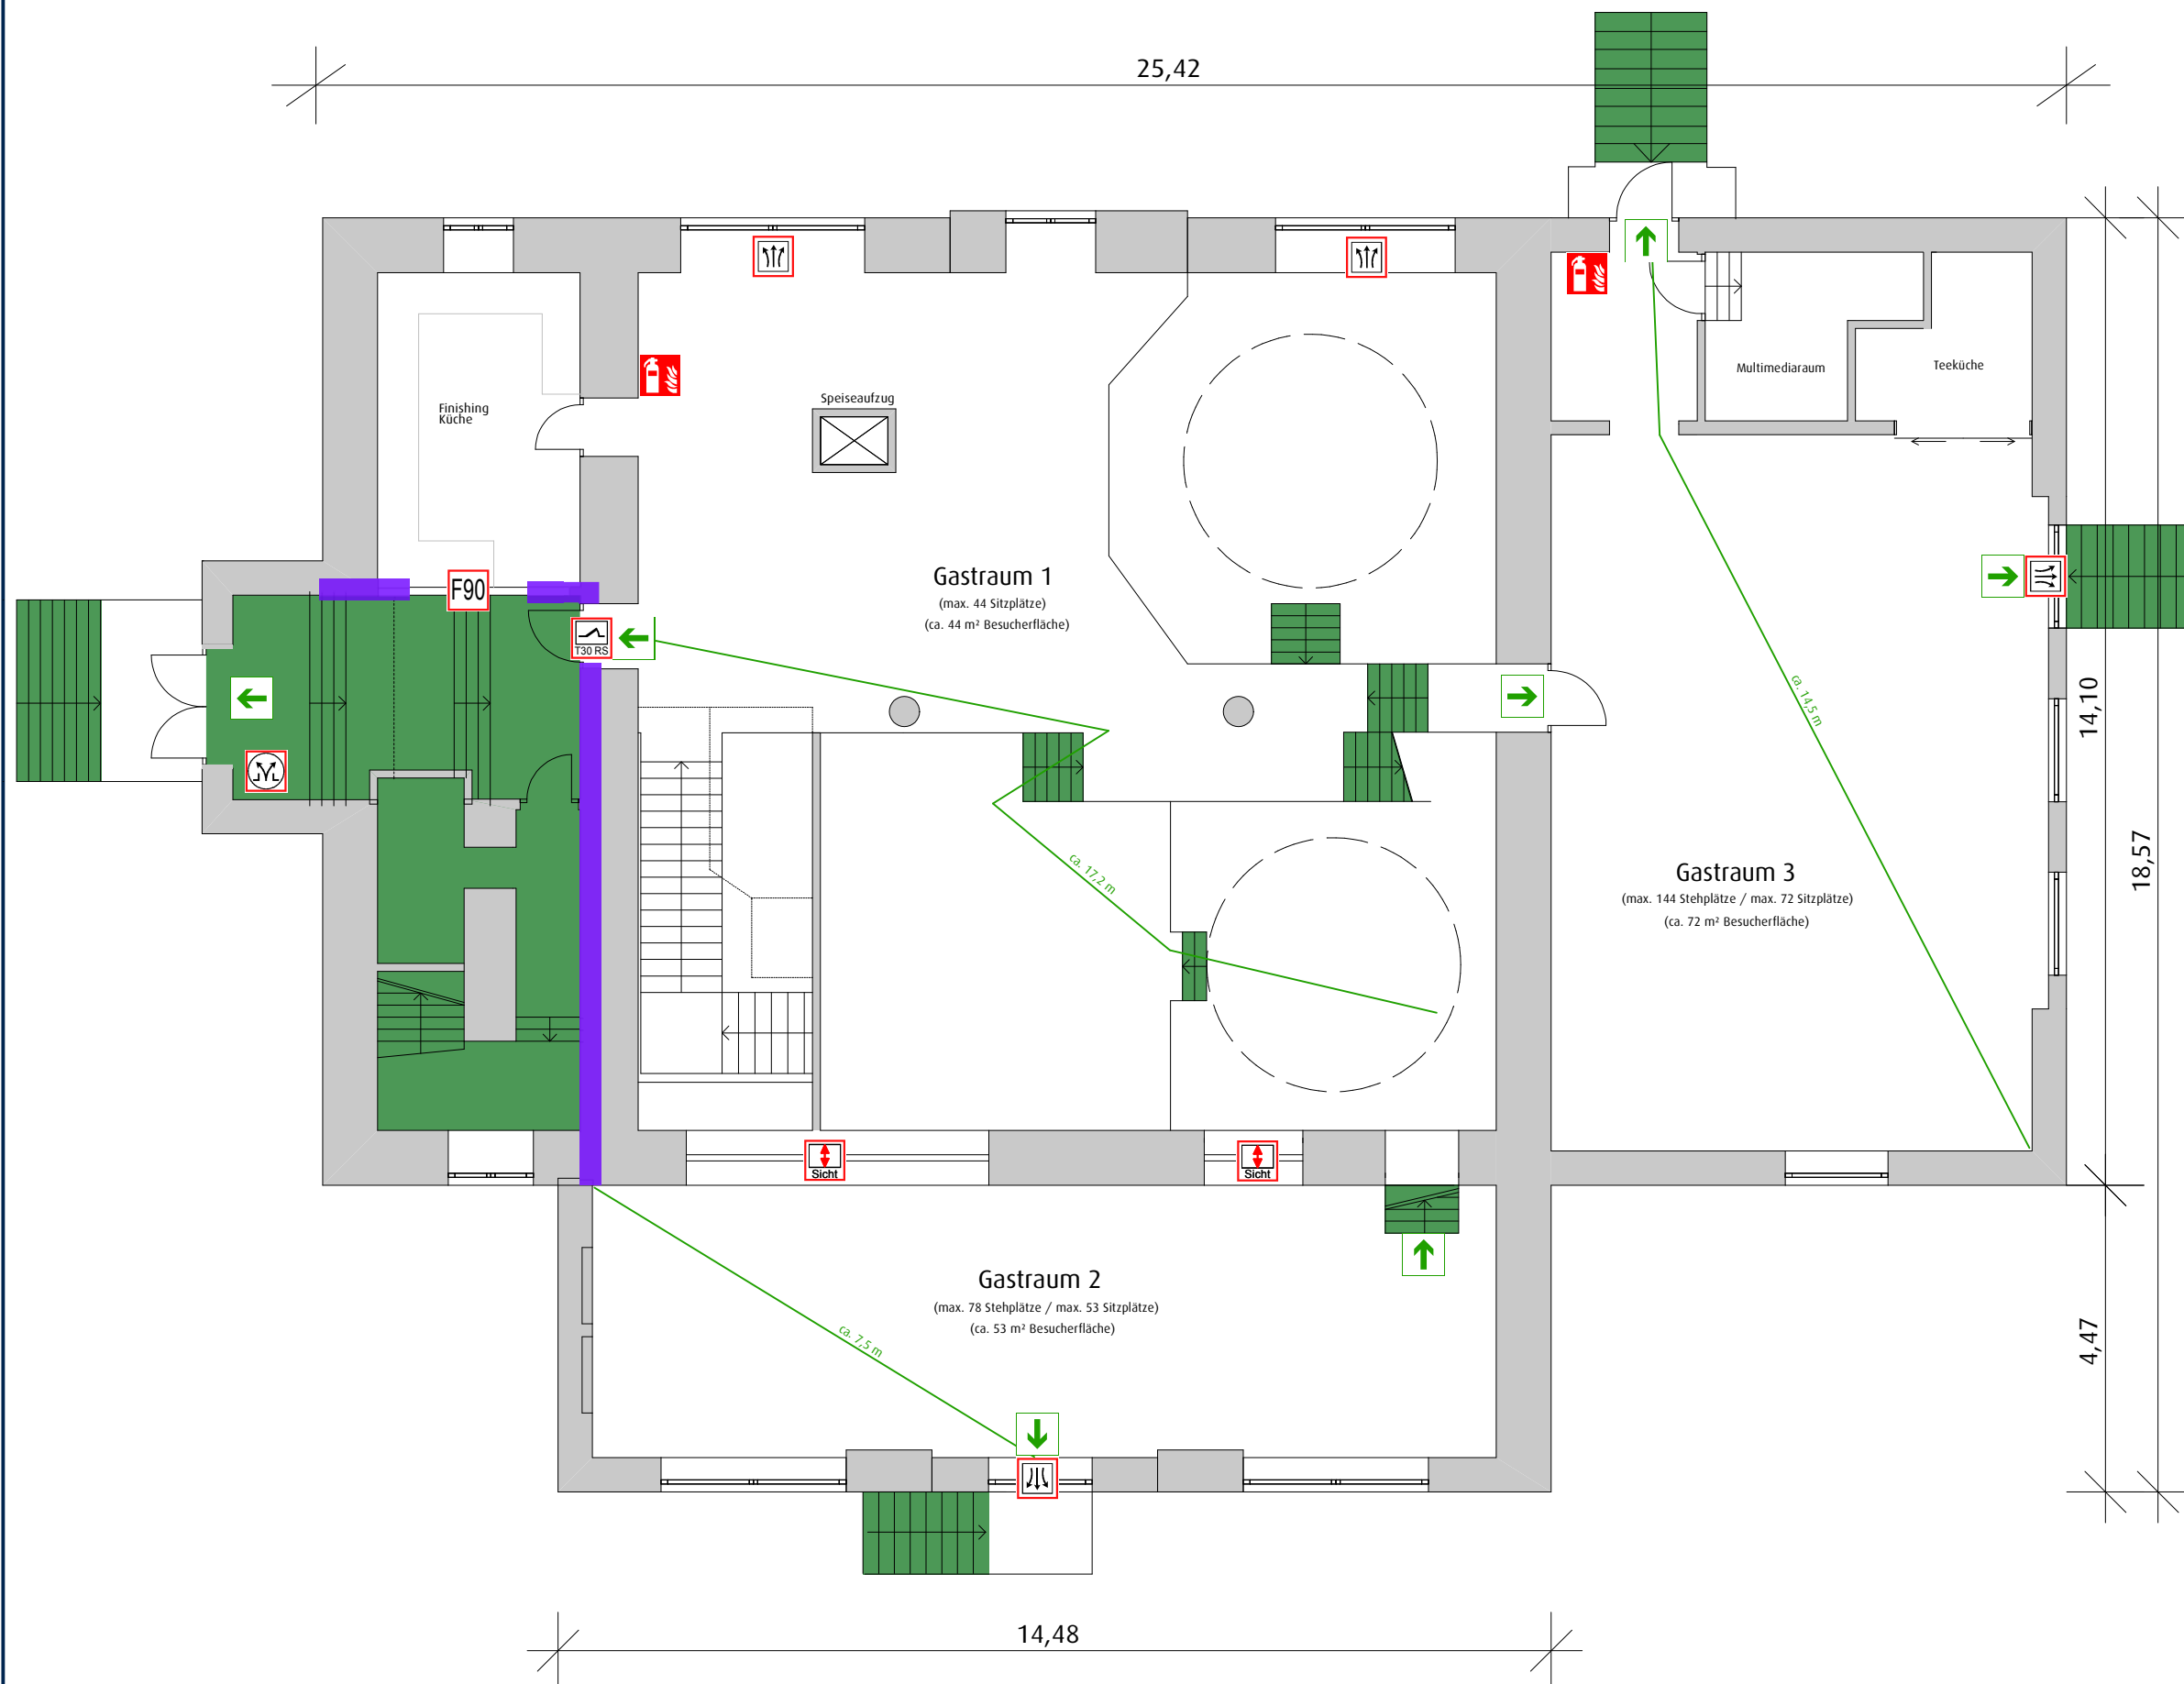 25,42
Speiseaufzug
Finishing
Küche
Multimediaraum
Teeküche
F90
Gastraum 1
(max. 44 Sitzplätze)
(ca. 44 m² Besucherfläche)
T30 RS
ca. 14,5 m
14,10
18,57
ca. 17,2 m
Gastraum 3
(max. 144 Stehplätze / max. 72 Sitzplätze)
(ca. 72 m² Besucherfläche)
Sicht
Sicht
Gastraum 2
(max. 78 Stehplätze / max. 53 Sitzplätze)
(ca. 53 m² Besucherfläche)
ca. 7,5 m
4,47
14,48